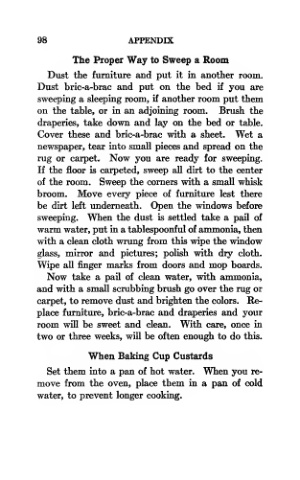 98 APPENDIX
The Proper Way to Sweep a Room
Dust the furniture and put it in another room.
Dust bric-a-brac and put on the bed if you are
sweeping a sleeping room, if another room put them
on the table, or in an adjoining room. Brush the
draperies, take down and lay on the bed or table.
Cover these and bric-a-brac with a sheet. Wet a
newspaper, tear into small pieces and spread on the
rug or carpet. Now you are ready for sweeping.
If the floor is carpeted, sweep all dirt to the center
of the room. Sweep the corners with a small whisk
broom. Move every piece of furniture lest there
be dirt left underneath. Open the windows before
sweeping. When the dust is settled take a pail of
warm water, put in a tablespoonful of ammonia, then
with a clean cloth wrung from this wipe the window
glass, mirror and pictures; polish with dry cloth.
Wipe all finger marks from doors and mop boards.
Now take a pail of clean water, with ammonia,
and with a small scrubbing brush go over the rug or
carpet, to remove dust and brighten the colors. Re-
place furniture, bric-a-brac and draperies and your
room will be sweet and clean. With care, once in
two or three weeks, will be often enough to do this.
When Baking Cup Custards
Set them into a pan of hot water. When you re-
move from the oven, place them in a pan of cold
water, to prevent longer cooking.